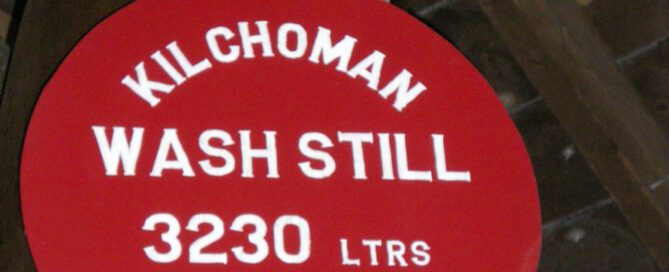 KILCHOMAN
WASH STILL
3230 LTRS